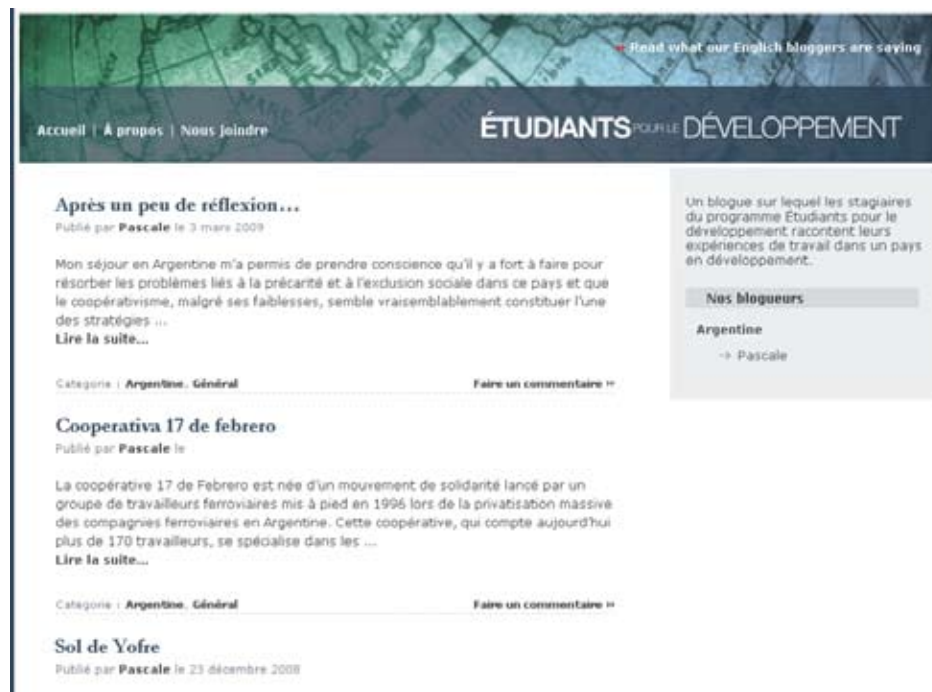 » Read what our English bloggers are saying
Accueil | À propos | Nous joindre
ÉTUDIANTS POUR LE DÉVELOPPEMENT
Après un peu de réflexion...
Publié par Pascale le 3 mars 2009
Mon séjour en Argentine m'a permis de prendre conscience qu'il y a fort à faire pour
résorber les problèmes liés à la précarité et à l'exclusion sociale dans ce pays et que
le coopérativisme, malgré ses faiblesses, semble vraisemblablement constituer l'une
des stratégies ...
Lire la suite...
Categorie : Argentine, Général
Faire un commentaire »
Cooperativa 17 de febrero
Publié par Pascale le
La coopérative 17 de Febrero est née d'un mouvement de solidarité lancé par un
groupe de travailleurs ferroviaires mis à pied en 1996 lors de la privatisation massive
des compagnies ferroviaires en Argentine. Cette coopérative, qui compte aujourd'hui
plus de 170 travailleurs, se spécialise dans les ...
Lire la suite...
Categorie : Argentine, Général
Faire un commentaire »
Sol de Yofre
Publié par Pascale le 23 décembre 2008
Un blogue sur lequel les stagiaires
du programme Étudiants pour le
développement racontent leurs
expériences de travail dans un pays
en développement.
Nos blogueurs
Argentine
→ Pascale